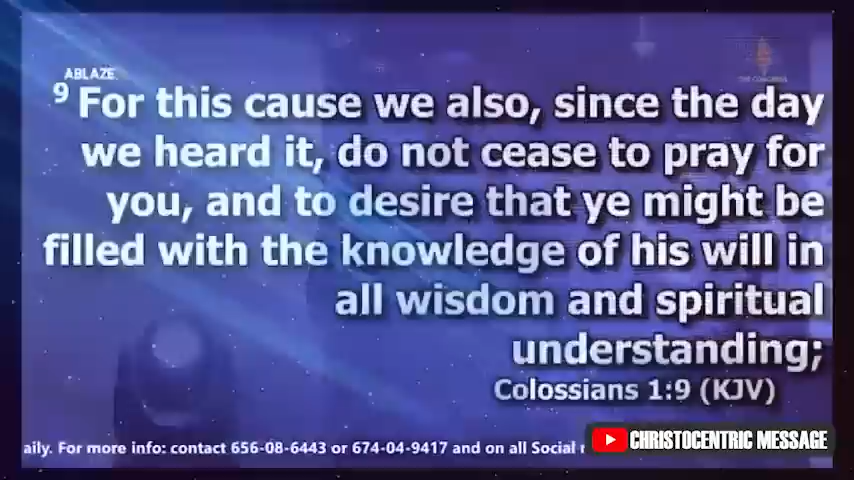 ABLAZE
9 For this cause we also, since the day
we heard it, do not cease to pray for
you, and to desire that ye might be
filled with the knowledge of his will in
all wisdom and spiritual
understanding;
Colossians 1:9 (KJV)
aily. For more info: contact 656-08-6443 or 674-04-9417 and on all Social
CHRISTOCENTRIC MESSAGE